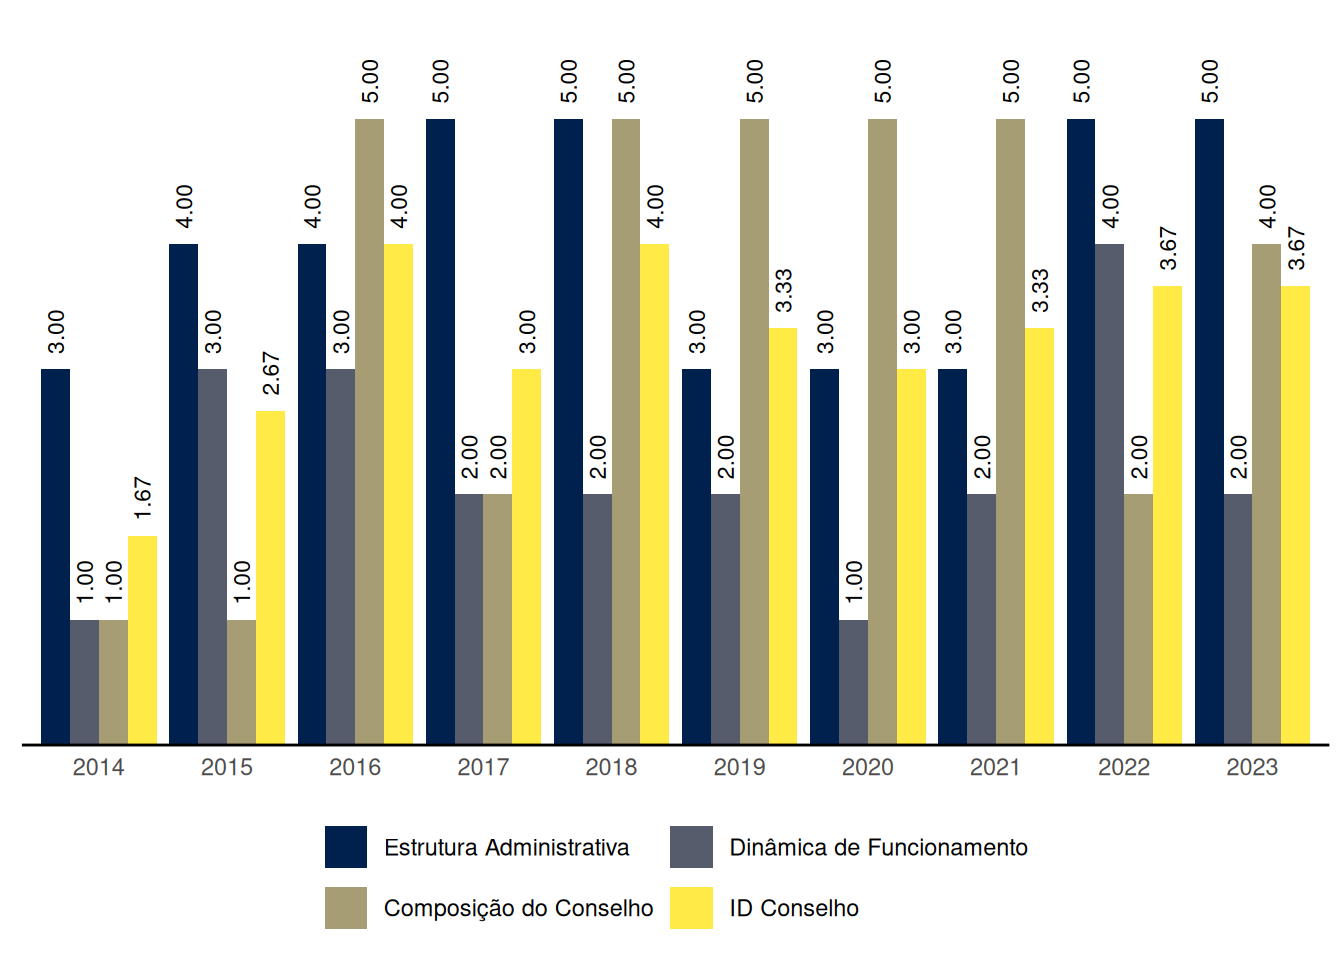 3.00 1.00 1.00 1.67 4.00 3.00 1.00 2.67 4.00 3.00 5.00 4.00 5.00 2.00 2.00 3.00 5.00 2.00 5.00 4.00 3.00 2.00 5.00 3.33 3.00 1.00 5.00 3.00 3.00 2.00 5.00 3.33 5.00 4.00 2.00 3.67 5.00 2.00 4.00 3.67
2014 2015 2016 2017 2018 2019 2020 2021 2022 2023
Estrutura Administrativa Dinâmica de Funcionamento
Composição do Conselho ID Conselho